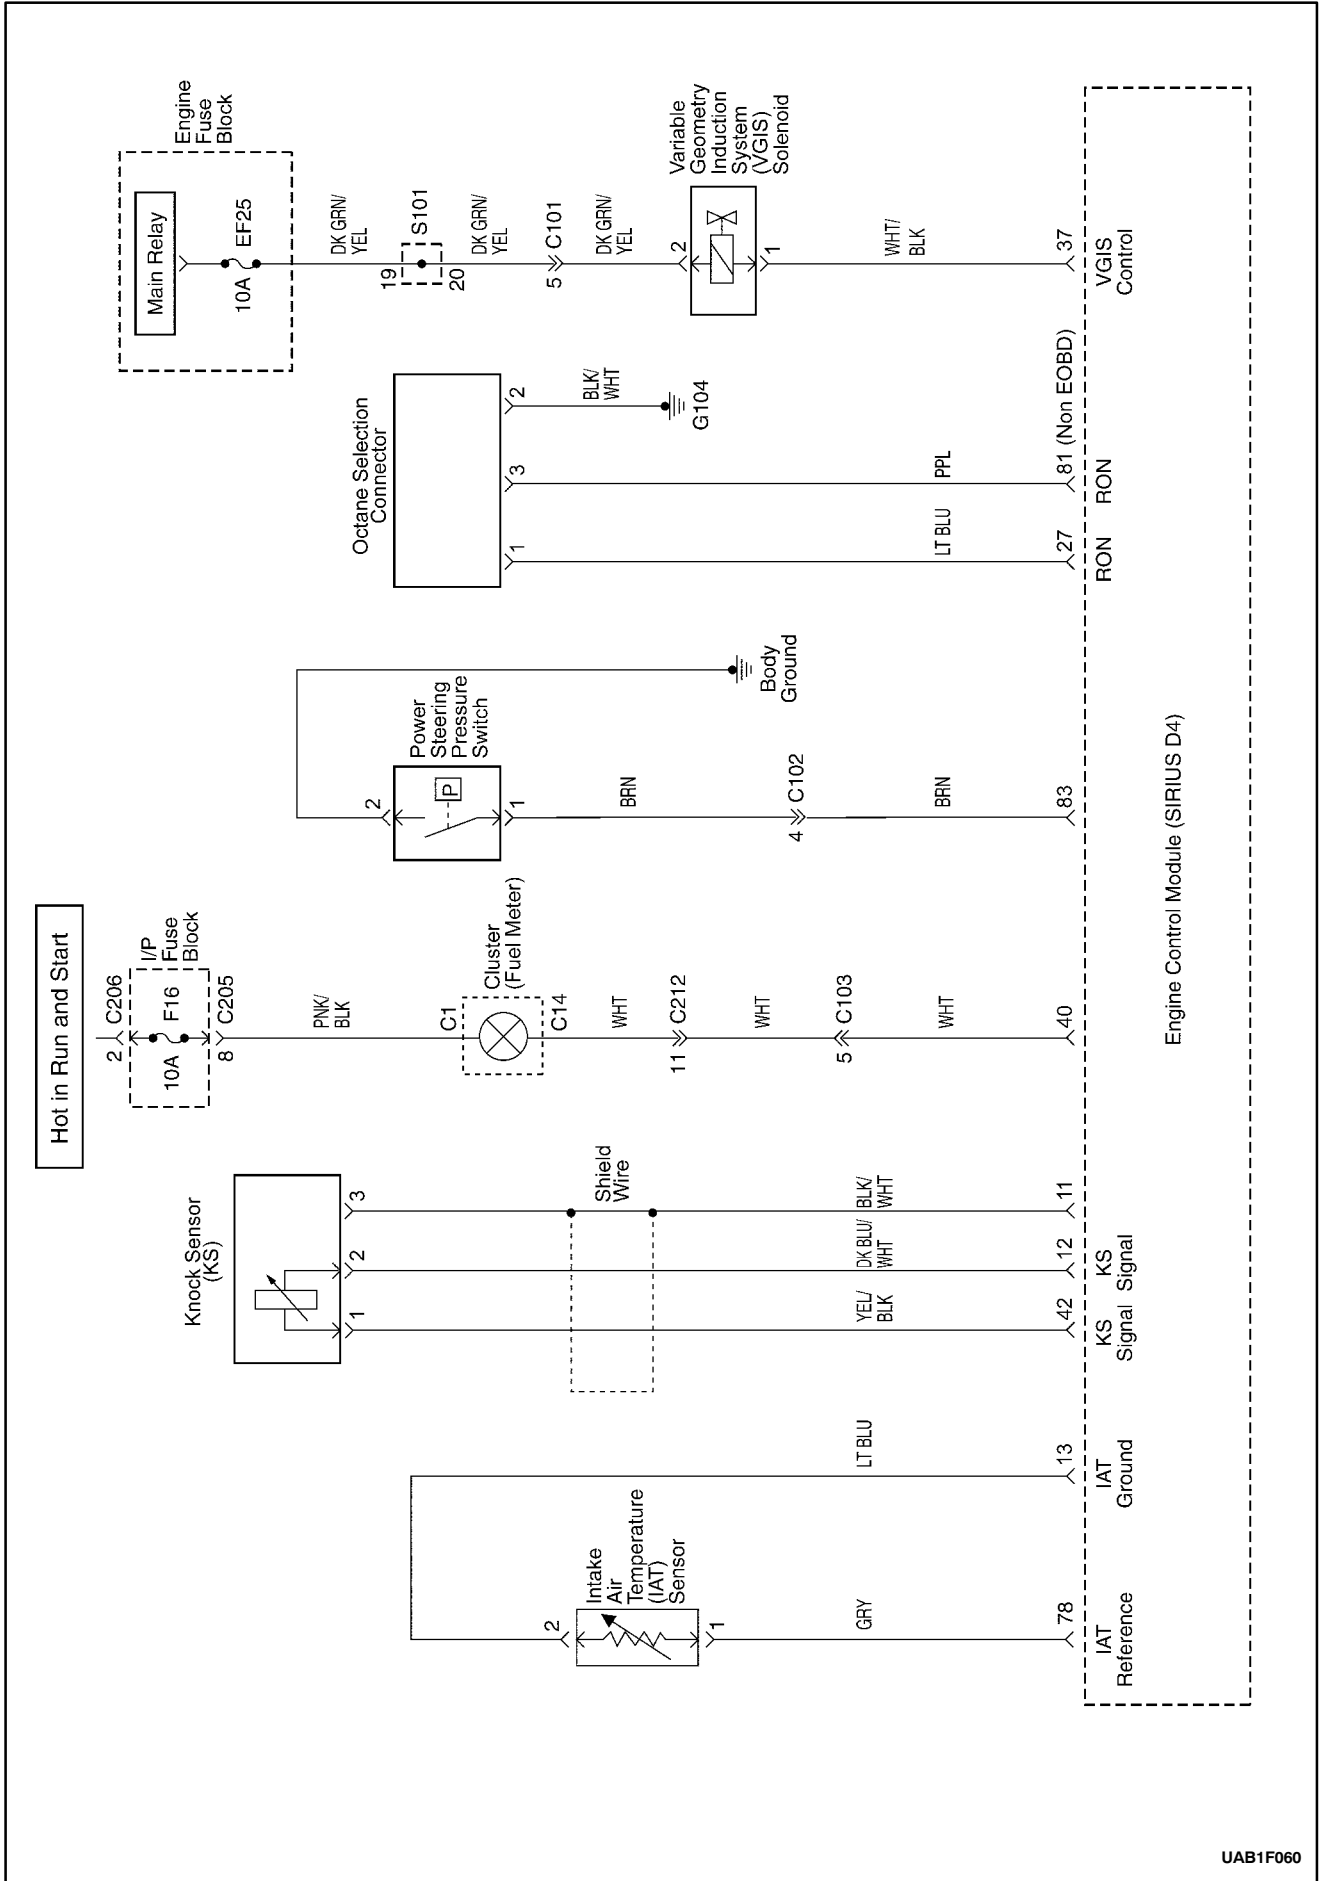 Hot in Run and Start
Intake
Air
Temperature
(IAT)
Sensor
2
1
GRY
78
IAT
Reference
LT BLU
13
IAT
Ground
Knock Sensor
(KS)
1
2
3
Shield
Wire
YEL/
BLK
DK BLU/
WHT
BLK/
WHT
42
12
11
KS
Signal
KS
Signal
2
C206
I/P
Fuse
Block
10A
F16
8
C205
PNK/
BLK
C1
Cluster
(Fuel Meter)
C14
WHT
11
C212
WHT
5
C103
WHT
40
2
Power
Steering
Pressure
Switch
P
1
BRN
4
C102
BRN
83
Body
Ground
Octane Selection
Connector
1
3
2
BLK/
WHT
G104
LT BLU
PPL
27
81 (Non EOBD)
RON
RON
Engine
Fuse
Block
Main Relay
10A
EF25
DK GRN/
YEL
19
S101
20
DK GRN/
YEL
5
C101
DK GRN/
YEL
2
Variable
Geometry
Induction
System
(VGIS)
Solenoid
1
WHT/
BLK
37
VGIS
Control
Engine Control Module (SIRIUS D4)
UAB1F060